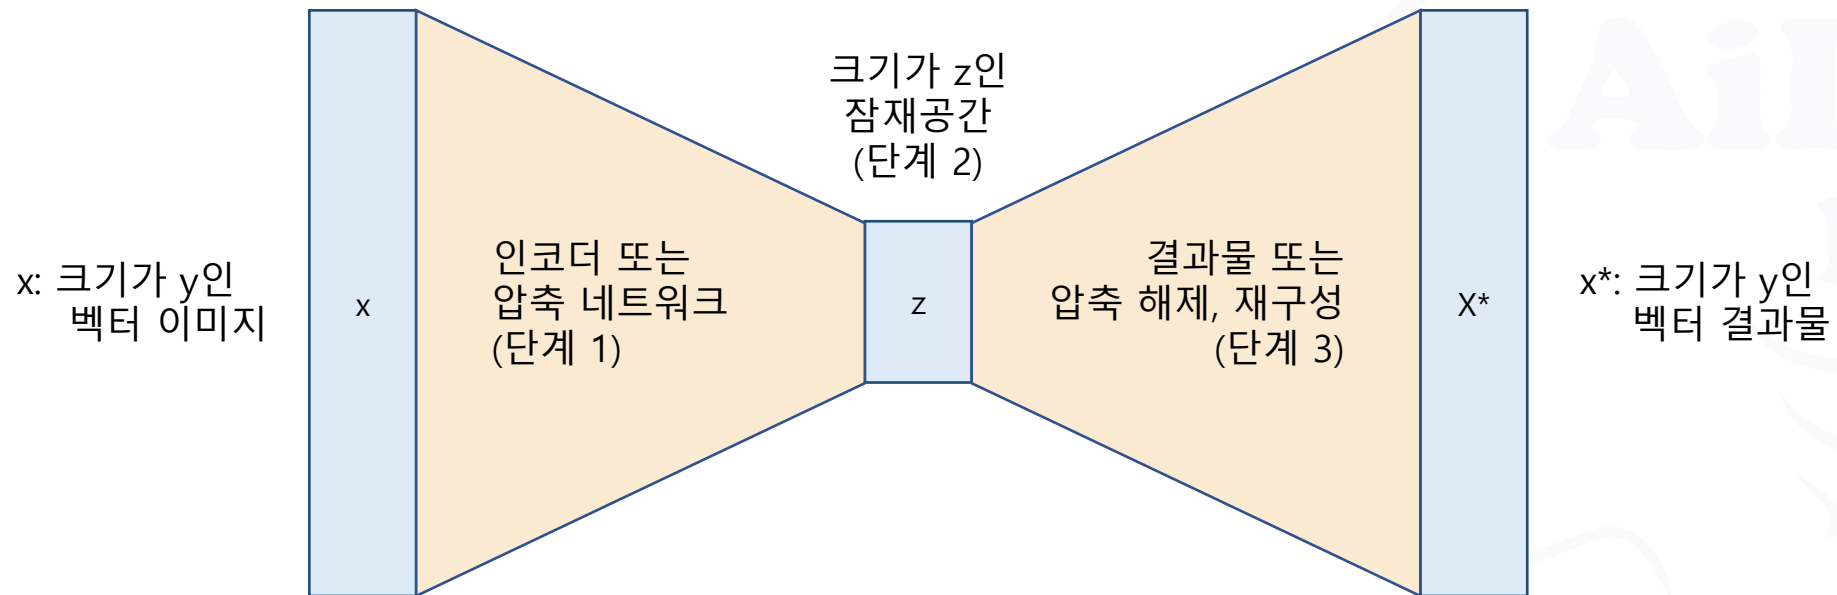 크기가 z인
잠재공간
(단계 2)
x: 크기가 y인
벡터 이미지
x
인코더 또는
압축 네트워크
(단계 1)
z
결과물 또는
압축 해제, 재구성
(단계 3)
X*
x*: 크기가 y인
벡터 결과물